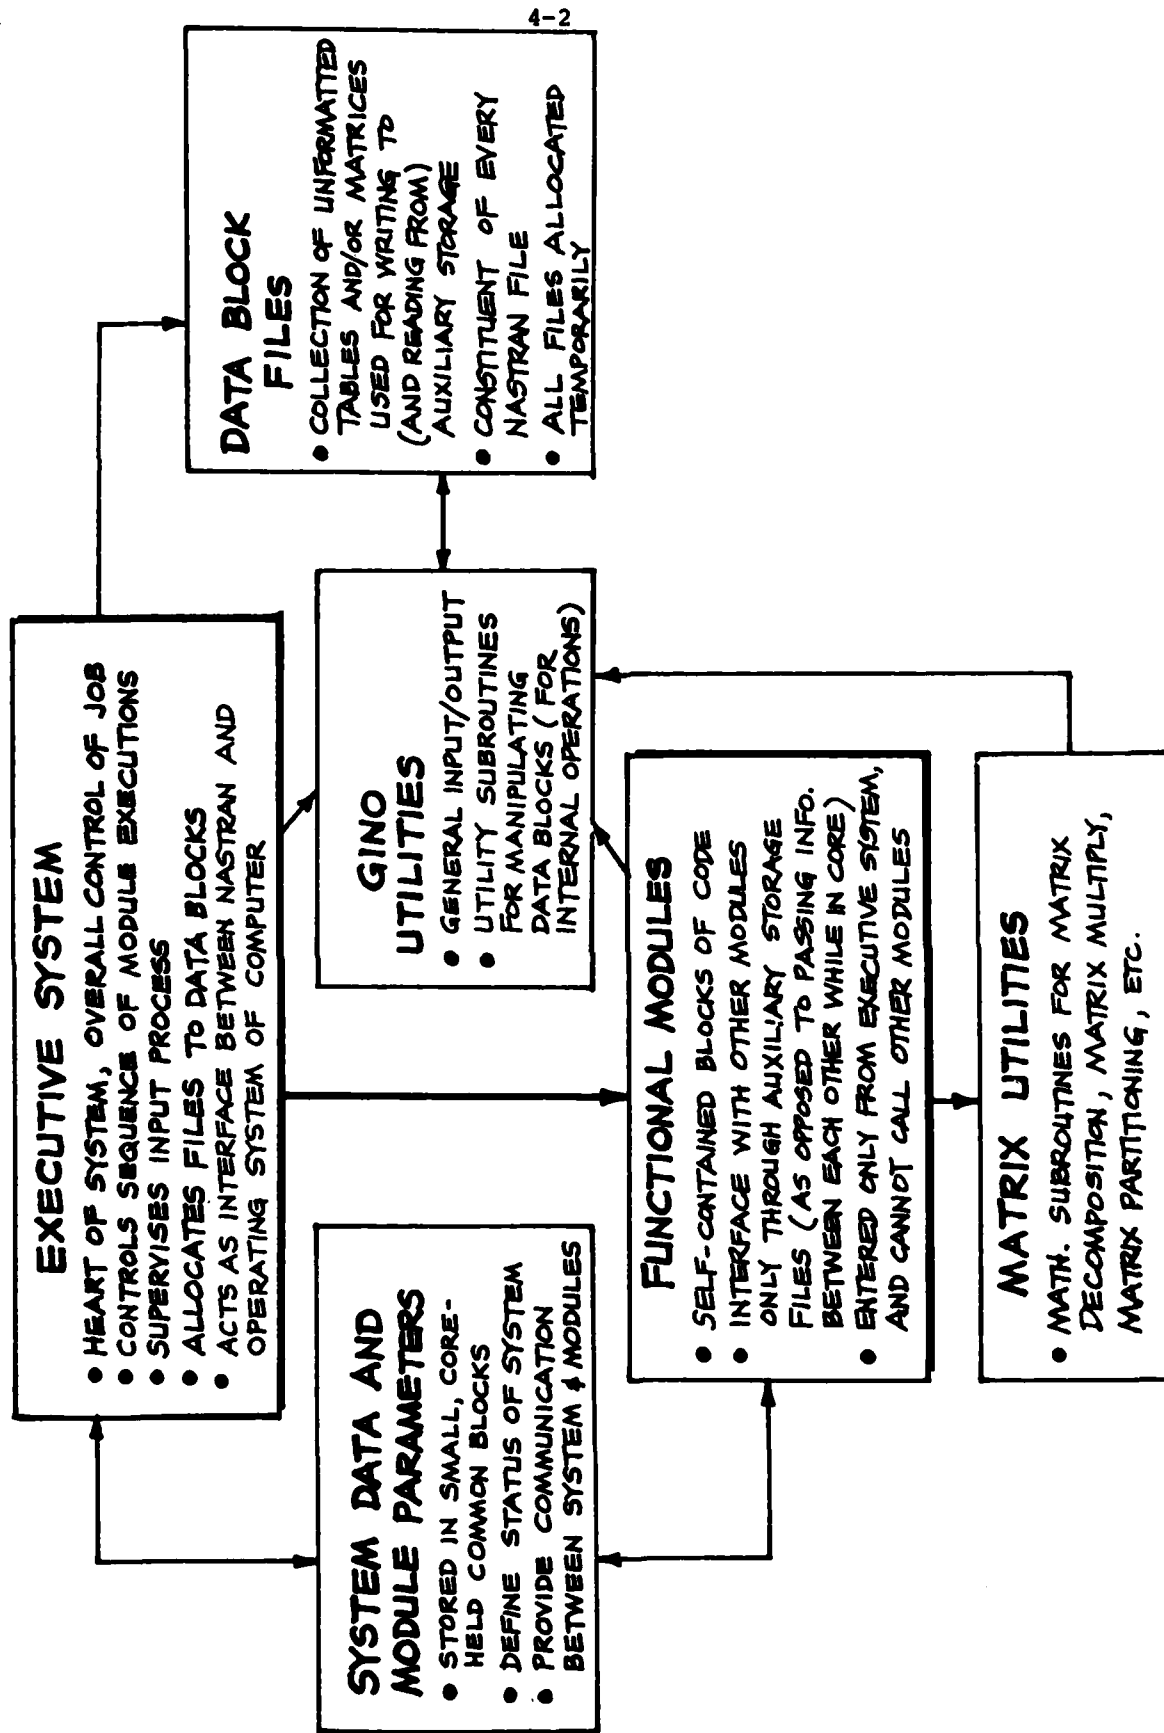 4-2
EXECUTIVE SYSTEM
• HEART OF SYSTEM, OVERALL CONTROL OF JOB
• CONTROLS SEQUENCE OF MODULE EXECUTIONS
• SUPERVISES INPUT PROCESS
• ALLOCATES FILES TO DATA BLOCKS
• ACTS AS INTERFACE BETWEEN NASTRAN AND
OPERATING SYSTEM OF COMPUTER
SYSTEM DATA AND
MODULE PARAMETERS
• STORED IN SMALL, CORE-
HELD COMMON BLOCKS
• DEFINE STATUS OF SYSTEM
• PROVIDE COMMUNICATION
BETWEEN SYSTEM & MODULES
GINO
UTILITIES
• GENERAL INPUT/OUTPUT
• UTILITY SUBROUTINES
FOR MANIPULATING
DATA BLOCKS (FOR
INTERNAL OPERATIONS)
DATA BLOCK
FILES
• COLLECTION OF UNFORMATTED
TABLES AND/OR MATRICES
USED FOR WRITING TO
(AND READING FROM)
AUXILIARY STORAGE
• CONSTITUENT OF EVERY
NASTRAN FILE
• ALL FILES ALLOCATED
TEMPORARILY
FUNCTIONAL MODULES
• SELF-CONTAINED BLOCKS OF CODE
• INTERFACE WITH OTHER MODULES
ONLY THROUGH AUXILIARY STORAGE
FILES (AS OPPOSED TO PASSING INFO.
BETWEEN EACH OTHER WHILE IN CORE)
• ENTERED ONLY FROM EXECUTIVE SYSTEM,
AND CANNOT CALL OTHER MODULES
MATRIX UTILITIES
• MATH. SUBROUTINES FOR MATRIX
DECOMPOSITION, MATRIX MULTIPLY,
MATRIX PARTITIONING, ETC.